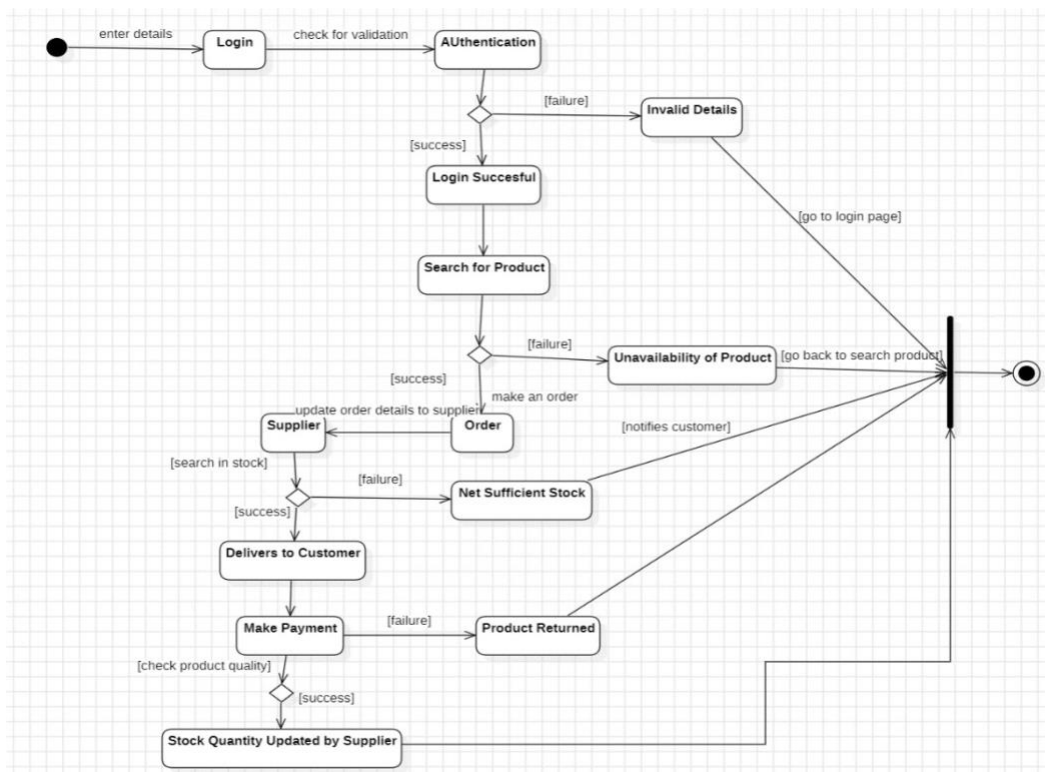 enter details
Login
check for validation
AUthentication
[failure]
Invalid Details
[success]
Login Succesful
[go to login page]
Search for Product
[failure]
Unavailability of Product
[go back to search product]
[success]
make an order
update order details to supplier
Supplier
Order
[notifies customer]
[search in stock]
[failure]
Net Sufficient Stock
[success]
Delivers to Customer
Make Payment
[failure]
Product Returned
[check product quality]
[success]
Stock Quantity Updated by Supplier